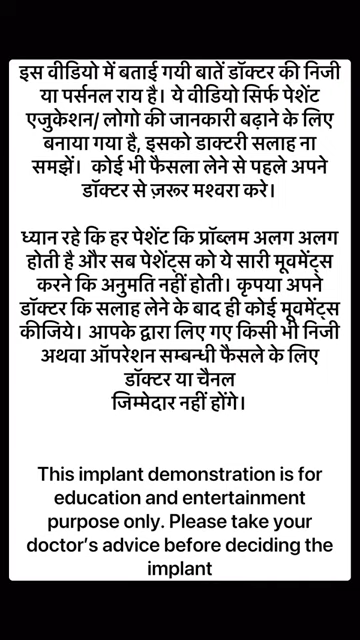 इस वीडियो में बताई गयी बातें डॉक्टर की निजी
या पर्सनल राय है। ये वीडियो सिर्फ पेशेंट
एजुकेशन/ लोगो की जानकारी बढ़ाने के लिए
बनाया गया है, इसको डाक्टरी सलाह ना
समझें। कोई भी फैसला लेने से पहले अपने
डॉक्टर से ज़रूर मश्वरा करे।
ध्यान रहे कि हर पेशेंट कि प्रॉब्लम अलग अलग
होती है और सब पेशेंट्स को ये सारी मूवमेंट्स
करने कि अनुमति नहीं होती। कृपया अपने
डॉक्टर कि सलाह लेने के बाद ही कोई मूवमेंट्स
कीजिये। आपके द्वारा लिए गए किसी भी निजी
अथवा ऑपरेशन सम्बन्धी फैसले के लिए
डॉक्टर या चैनल
जिम्मेदार नहीं होंगे।
This implant demonstration is for
education and entertainment
purpose only. Please take your
doctor’s advice before deciding the
implant